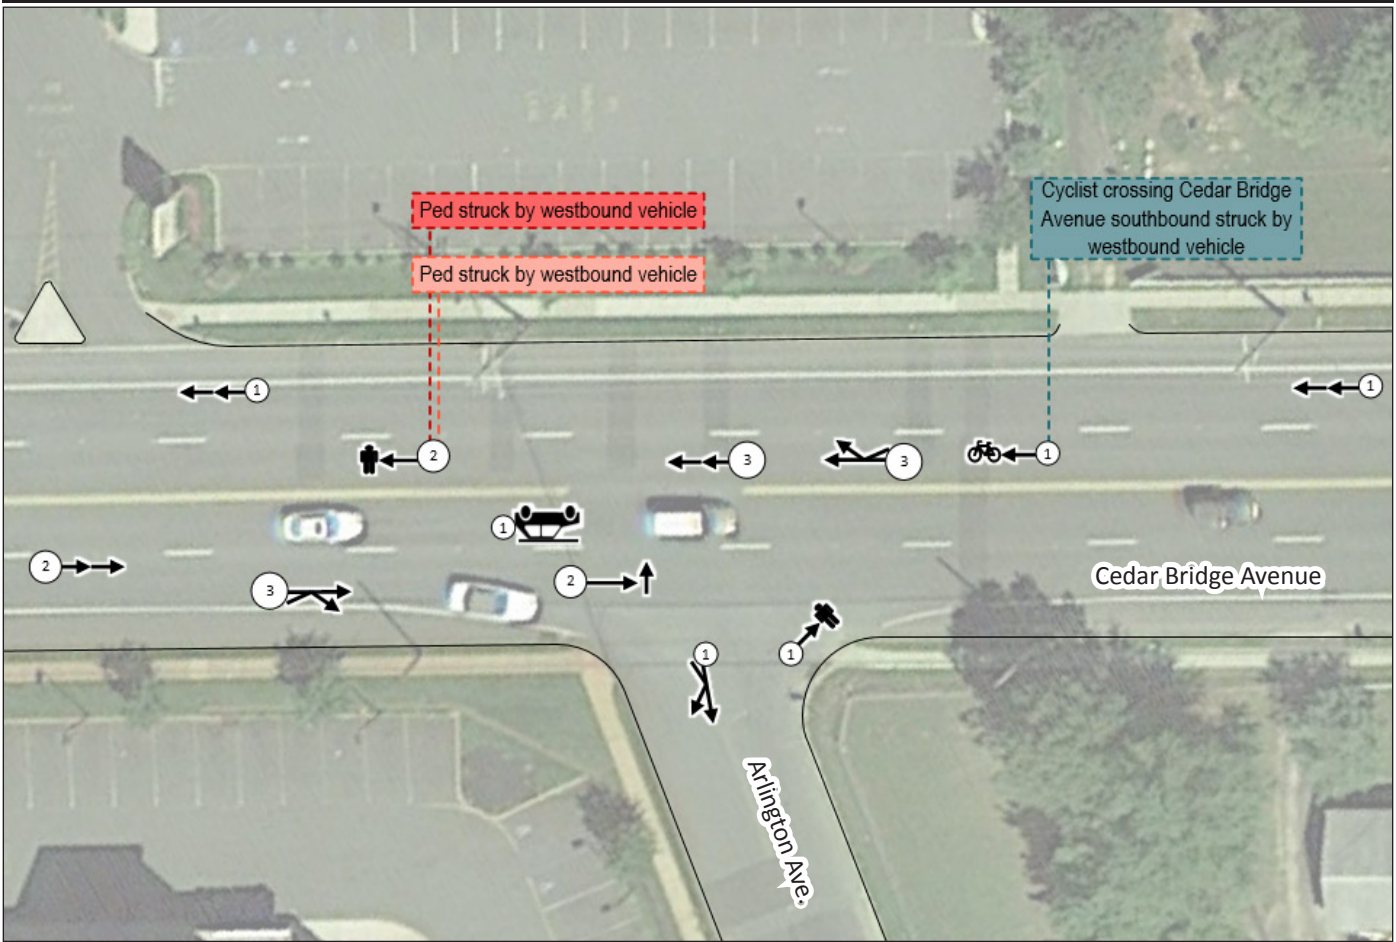 Ped struck by westbound vehicle
Ped struck by westbound vehicle
Cyclist crossing Cedar Bridge
Avenue southbound struck by
westbound vehicle
1
1
2
3
3
1
1
2
3
2
Cedar Bridge Avenue
1
1
Arlington Ave.